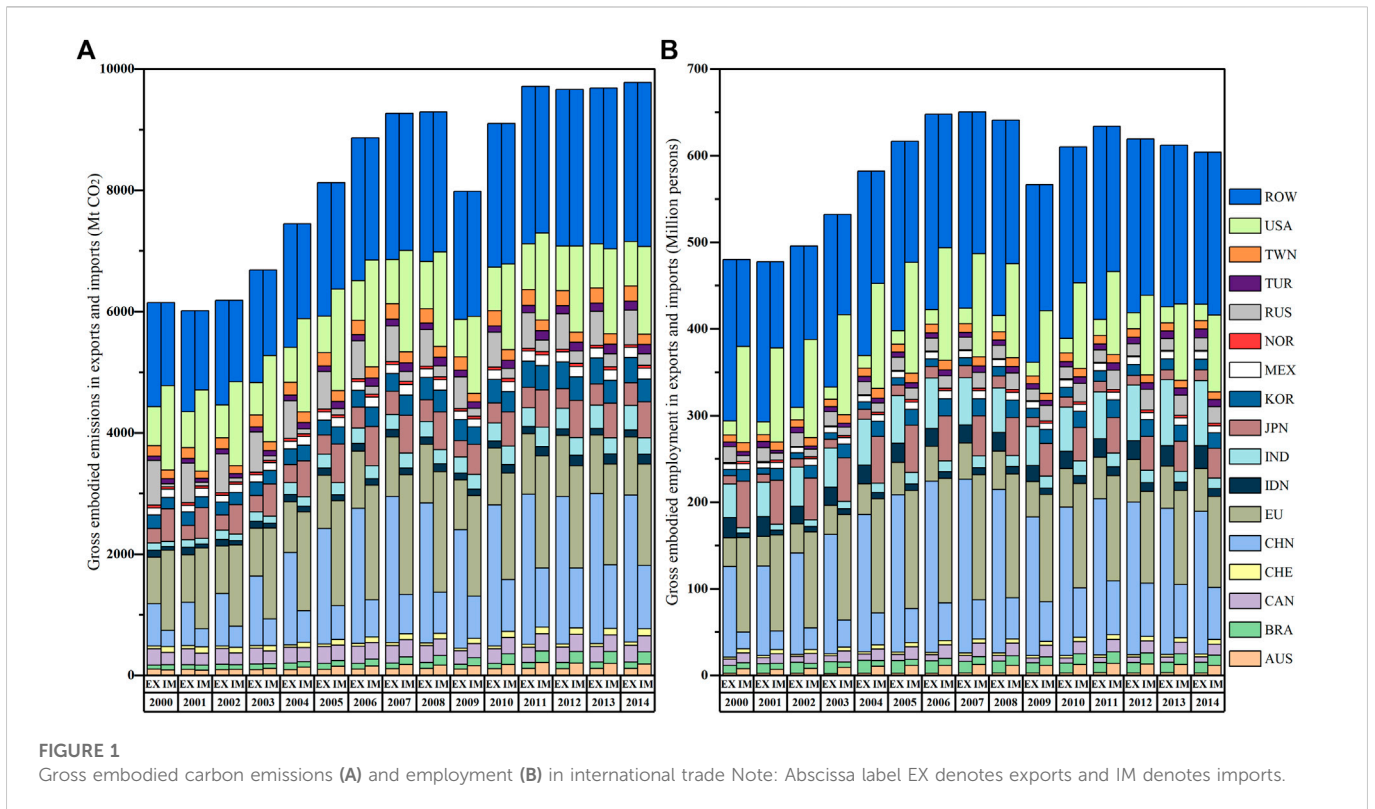 A
Gross embodied emissions in exports and imports (Mt CO₂)
10000
8000
6000
4000
2000
0
EX IM EX IM EX IM EX IM EX IM EX IM EX IM EX IM EX IM EX IM EX IM EX IM EX IM EX IM EX IM
2000 2001 2002 2003 2004 2005 2006 2007 2008 2009 2010 2011 2012 2013 2014
B
Gross embodied employment in exports and imports (Million persons)
700
600
500
400
300
200
100
0
EX IM EX IM EX IM EX IM EX IM EX IM EX IM EX IM EX IM EX IM EX IM EX IM EX IM EX IM EX IM
2000 2001 2002 2003 2004 2005 2006 2007 2008 2009 2010 2011 2012 2013 2014
ROW
USA
TWN
TUR
RUS
NOR
MEX
KOR
JPN
IND
IDN
EU
CHN
CHE
CAN
BRA
AUS
FIGURE 1
Gross embodied carbon emissions (A) and employment (B) in international trade Note: Abscissa label EX denotes exports and IM denotes imports.